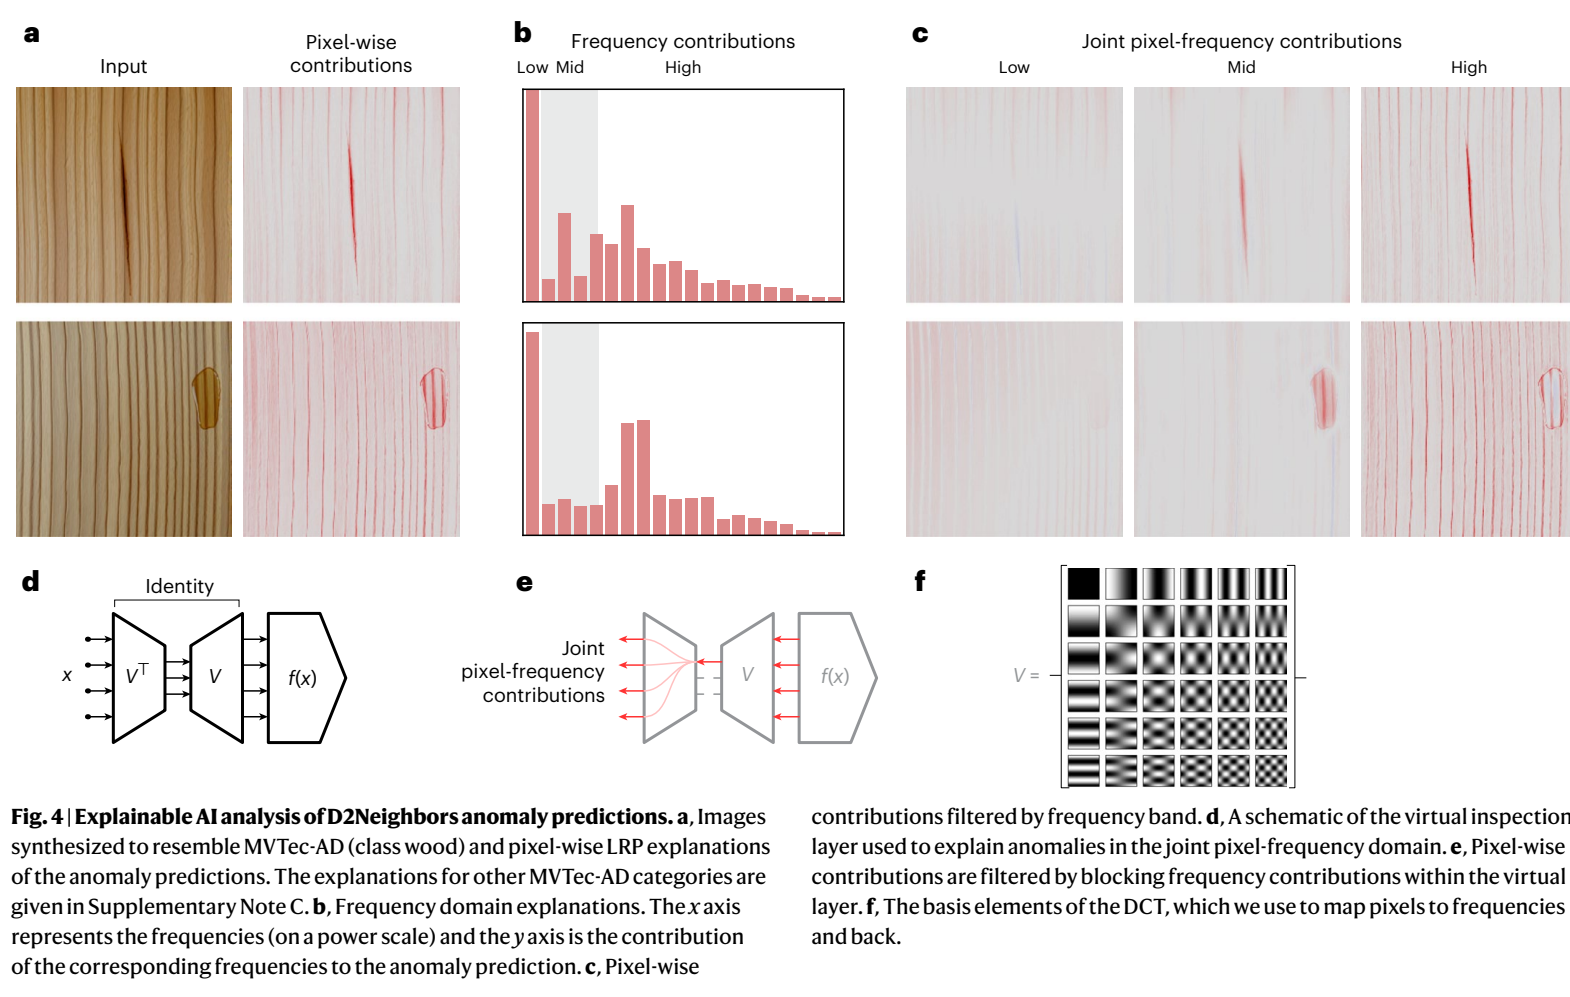 a
Input
Pixel-wise
contributions
b
Frequency contributions
Low Mid High
c
Joint pixel-frequency contributions
Low Mid High
d
Identity
x
V⊤
V
f(x)
e
Joint
pixel-frequency
contributions
V
f(x)
f
V =
Fig. 4 | Explainable AI analysis of D2Neighbors anomaly predictions. a, Images
synthesized to resemble MVTec-AD (class wood) and pixel-wise LRP explanations
of the anomaly predictions. The explanations for other MVTec-AD categories are
given in Supplementary Note C. b, Frequency domain explanations. The x axis
represents the frequencies (on a power scale) and the y axis is the contribution
of the corresponding frequencies to the anomaly prediction. c, Pixel-wise
contributions filtered by frequency band. d, A schematic of the virtual inspection
layer used to explain anomalies in the joint pixel-frequency domain. e, Pixel-wise
contributions are filtered by blocking frequency contributions within the virtual
layer. f, The basis elements of the DCT, which we use to map pixels to frequencies
and back.